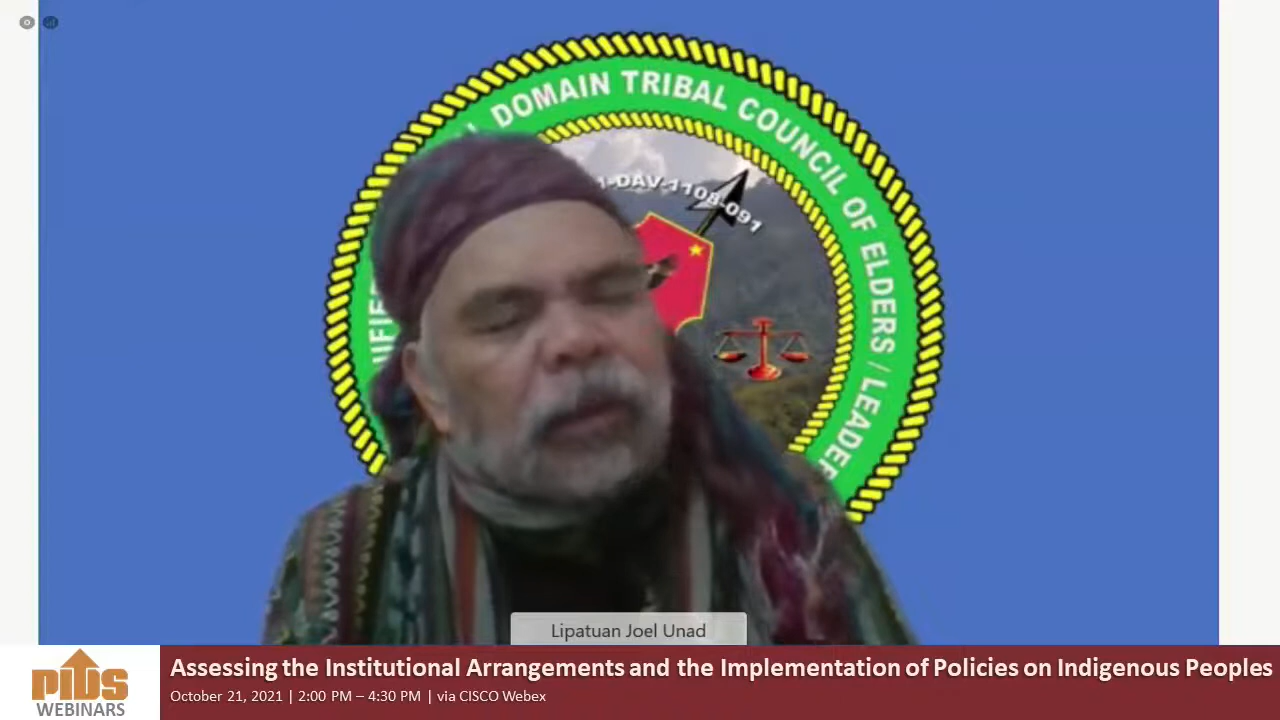 DOMAIN TRIBAL COUNCIL OF ELDERS / LEADER
1-DAV-1108-091
Lipatuan Joel Unad
PIDS
WEBINARS
Assessing the Institutional Arrangements and the Implementation of Policies on Indigenous Peoples
October 21, 2021 | 2:00 PM – 4:30 PM | via CISCO Webex